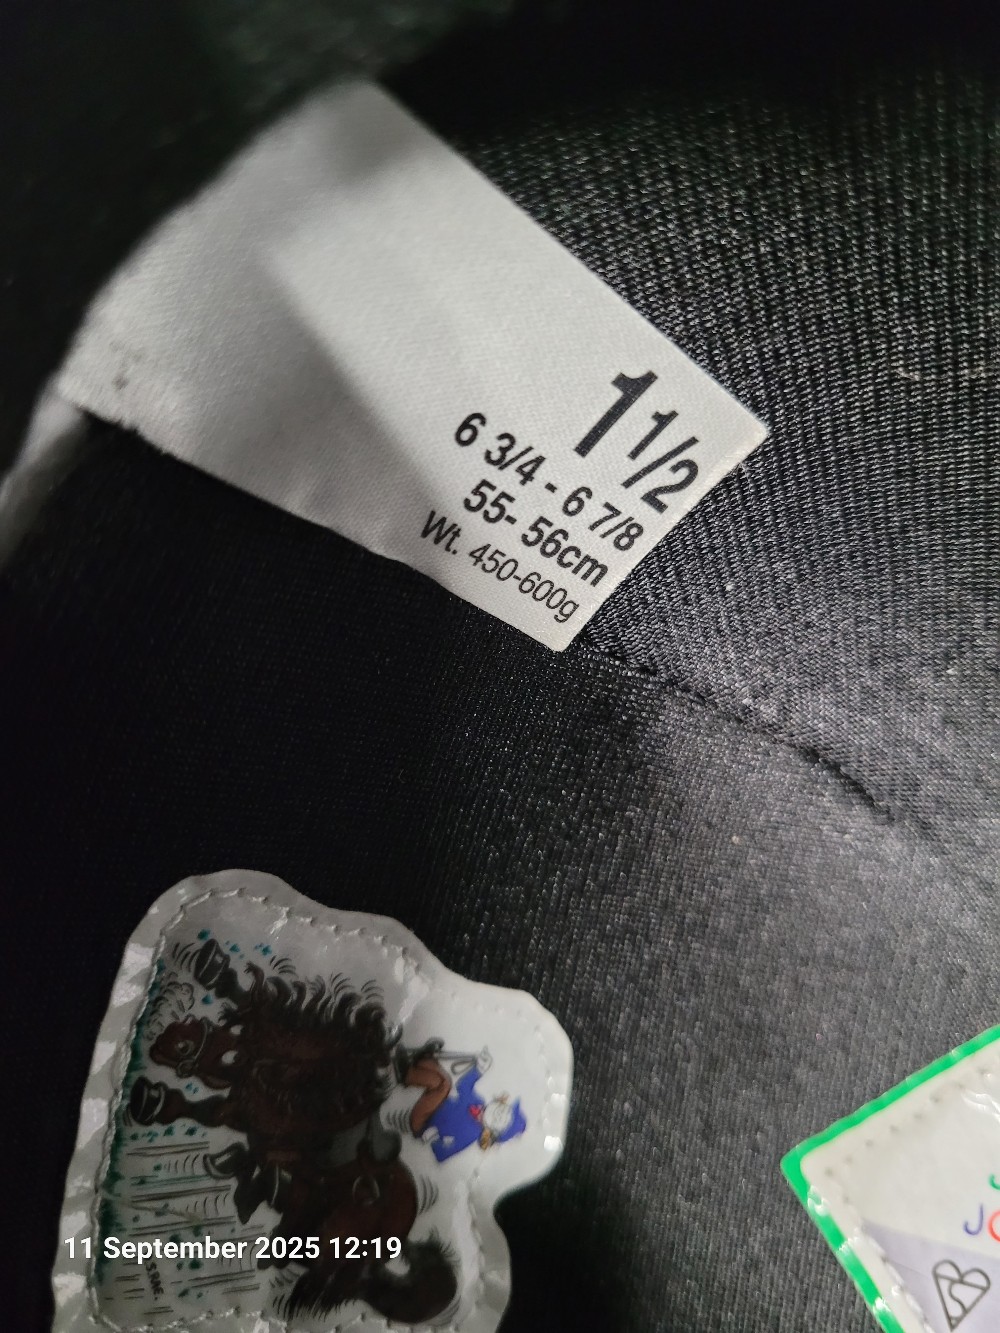 1 1/2
6 3/4 - 6 7/8
55- 56cm
Wt. 450-600g
11 September 2025 12:19